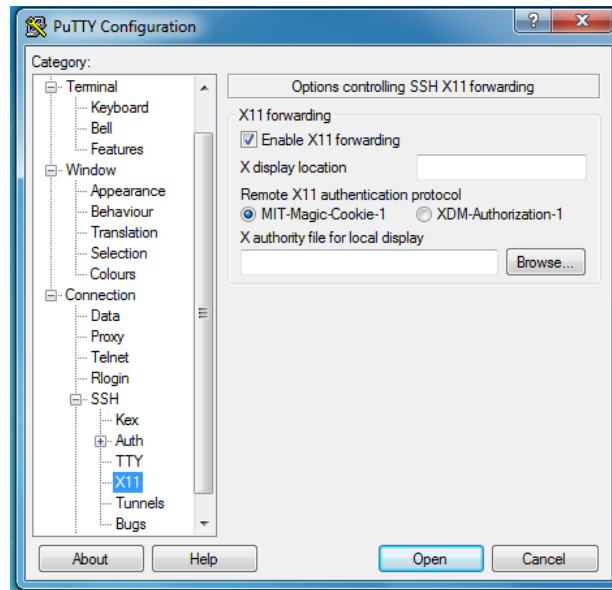 PuTTY Configuration
Category:
Terminal
Keyboard
Bell
Features
Window
Appearance
Behaviour
Translation
Selection
Colours
Connection
Data
Proxy
Telnet
Rlogin
SSH
Kex
Auth
TTY
X11
Tunnels
Bugs
Options controlling SSH X11 forwarding
X11 forwarding
Enable X11 forwarding
X display location
Remote X11 authentication protocol
MIT-Magic-Cookie-1 XDM-Authorization-1
X authority file for local display
Browse...
About Help Open Cancel